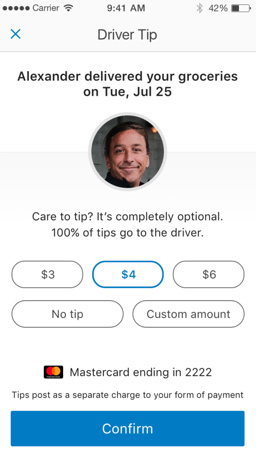 Carrier 9:41 AM 42%
Driver Tip
Alexander delivered your groceries
on Tue, Jul 25
Care to tip? It's completely optional.
100% of tips go to the driver.
$3 $4 $6
No tip Custom amount
Mastercard ending in 2222
Tips post as a separate charge to your form of payment
Confirm